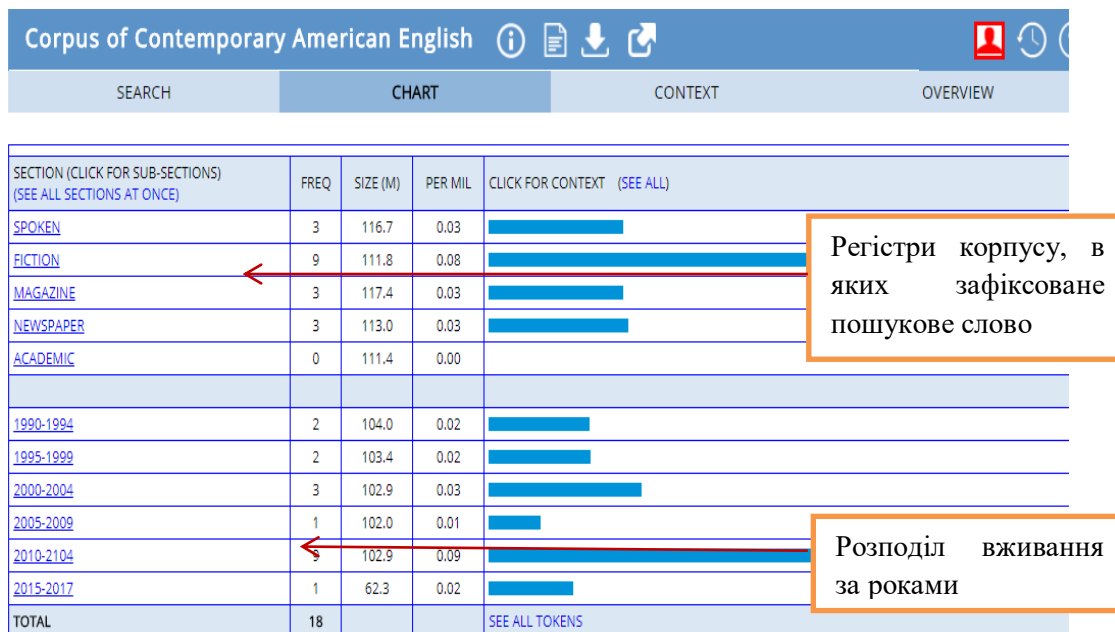 Corpus of Contemporary American English
SEARCH CHART CONTEXT OVERVIEW
SECTION (CLICK FOR SUB-SECTIONS)
(SEE ALL SECTIONS AT ONCE) FREQ SIZE (M) PER MIL CLICK FOR CONTEXT (SEE ALL)
SPOKEN 3 116.7 0.03
FICTION 9 111.8 0.08
MAGAZINE 3 117.4 0.03
NEWSPAPER 3 113.0 0.03
ACADEMIC 0 111.4 0.00
Регістри корпусу, в
яких зафіксоване
пошукове слово
1990-1994 2 104.0 0.02
1995-1999 2 103.4 0.02
2000-2004 3 102.9 0.03
2005-2009 1 102.0 0.01
2010-2104 9 102.9 0.09
2015-2017 1 62.3 0.02
Розподіл вживання
за роками
TOTAL 18 SEE ALL TOKENS